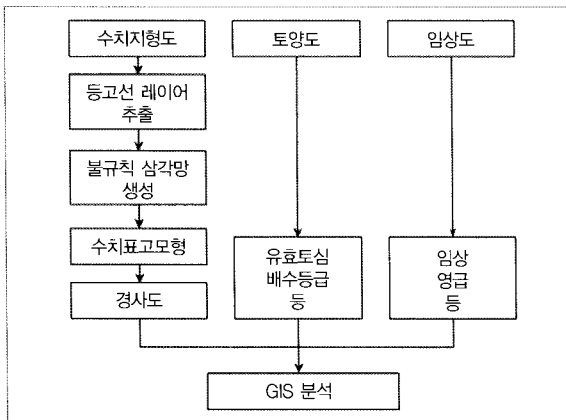 수치지형도
토양도
임상도
등고선 레이어
추출
불규칙 삼각망
생성
수치표고모형
경사도
유효토심
배수등급
등
임상
영급
등
GIS 분석